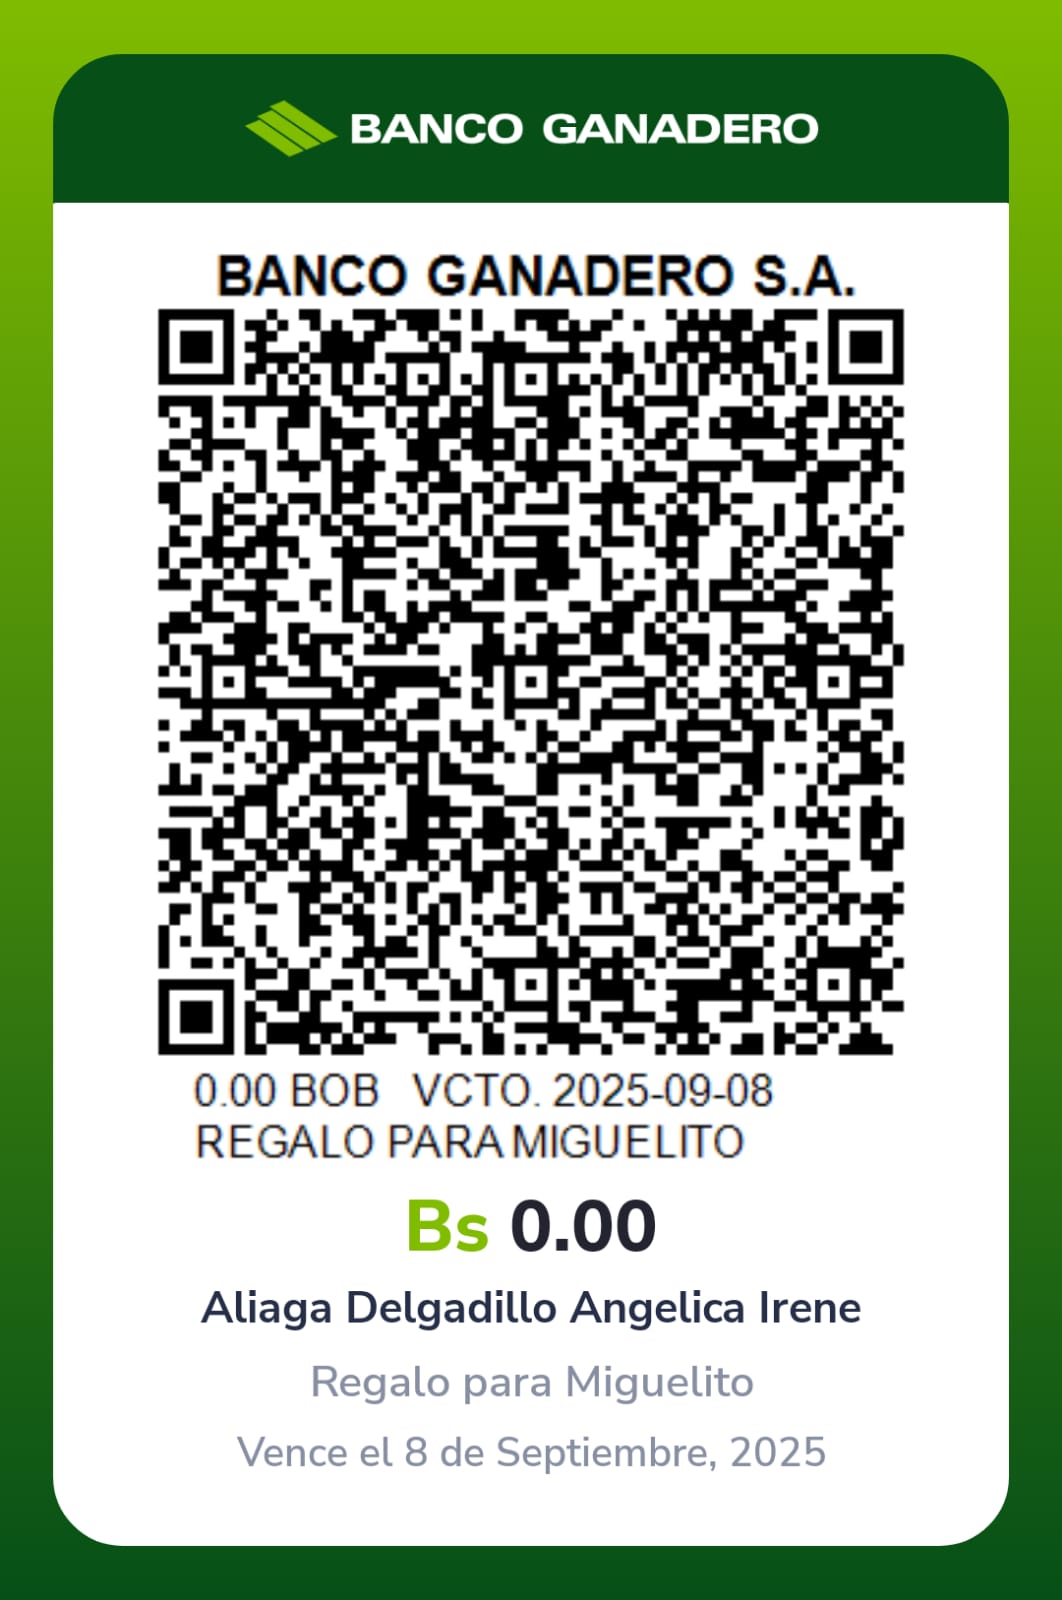 BANCO GANADERO
BANCO GANADERO S.A.
0.00 BOB VCTO. 2025-09-08
REGALO PARA MIGUELITO
Bs 0.00
Aliaga Delgadillo Angelica Irene
Regalo para Miguelito
Vence el 8 de Septiembre, 2025